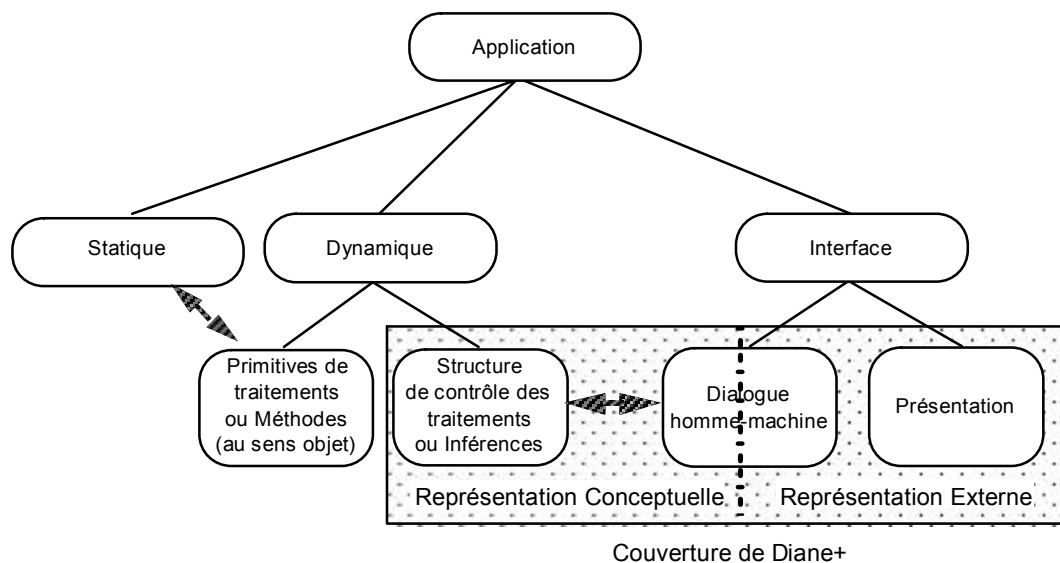 Application
Statique
Dynamique
Interface
Primitives de
traitements
ou Méthodes
(au sens objet)
Structure
de contrôle des
traitements
ou Inférences
Dialogue
homme-machine
Présentation
Représentation Conceptuelle
Représentation Externe
Couverture de Diane+